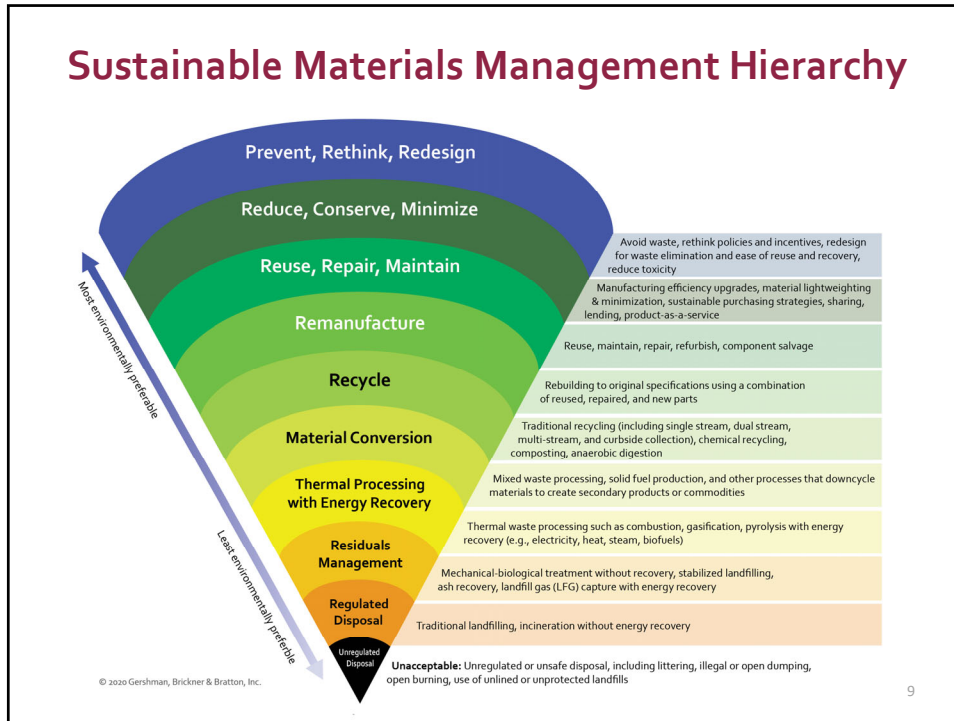 Sustainable Materials Management Hierarchy
Prevent, Rethink, Redesign
Reduce, Conserve, Minimize
Reuse, Repair, Maintain
Remanufacture
Recycle
Material Conversion
Thermal Processing
with Energy Recovery
Residuals
Management
Regulated
Disposal
Unregulated
Disposal
Most environmentally preferable
Least environmentally preferble
Avoid waste, rethink policies and incentives, redesign
for waste elimination and ease of reuse and recovery,
reduce toxicity
Manufacturing efficiency upgrades, material lightweighting
& minimization, sustainable purchasing strategies, sharing,
lending, product-as-a-service
Reuse, maintain, repair, refurbish, component salvage
Rebuilding to original specifications using a combination
of reused, repaired, and new parts
Traditional recycling (including single stream, dual stream,
multi-stream, and curbside collection), chemical recycling,
composting, anaerobic digestion
Mixed waste processing, solid fuel production, and other processes that downcycle
materials to create secondary products or commodities
Thermal waste processing such as combustion, gasification, pyrolysis with energy
recovery (e.g., electricity, heat, steam, biofuels)
Mechanical-biological treatment without recovery, stabilized landfilling,
ash recovery, landfill gas (LFG) capture with energy recovery
Traditional landfilling, incineration without energy recovery
Unacceptable: Unregulated or unsafe disposal, including littering, illegal or open dumping,
open burning, use of unlined or unprotected landfills
© 2020 Gershman, Brickner & Bratton, Inc.
9